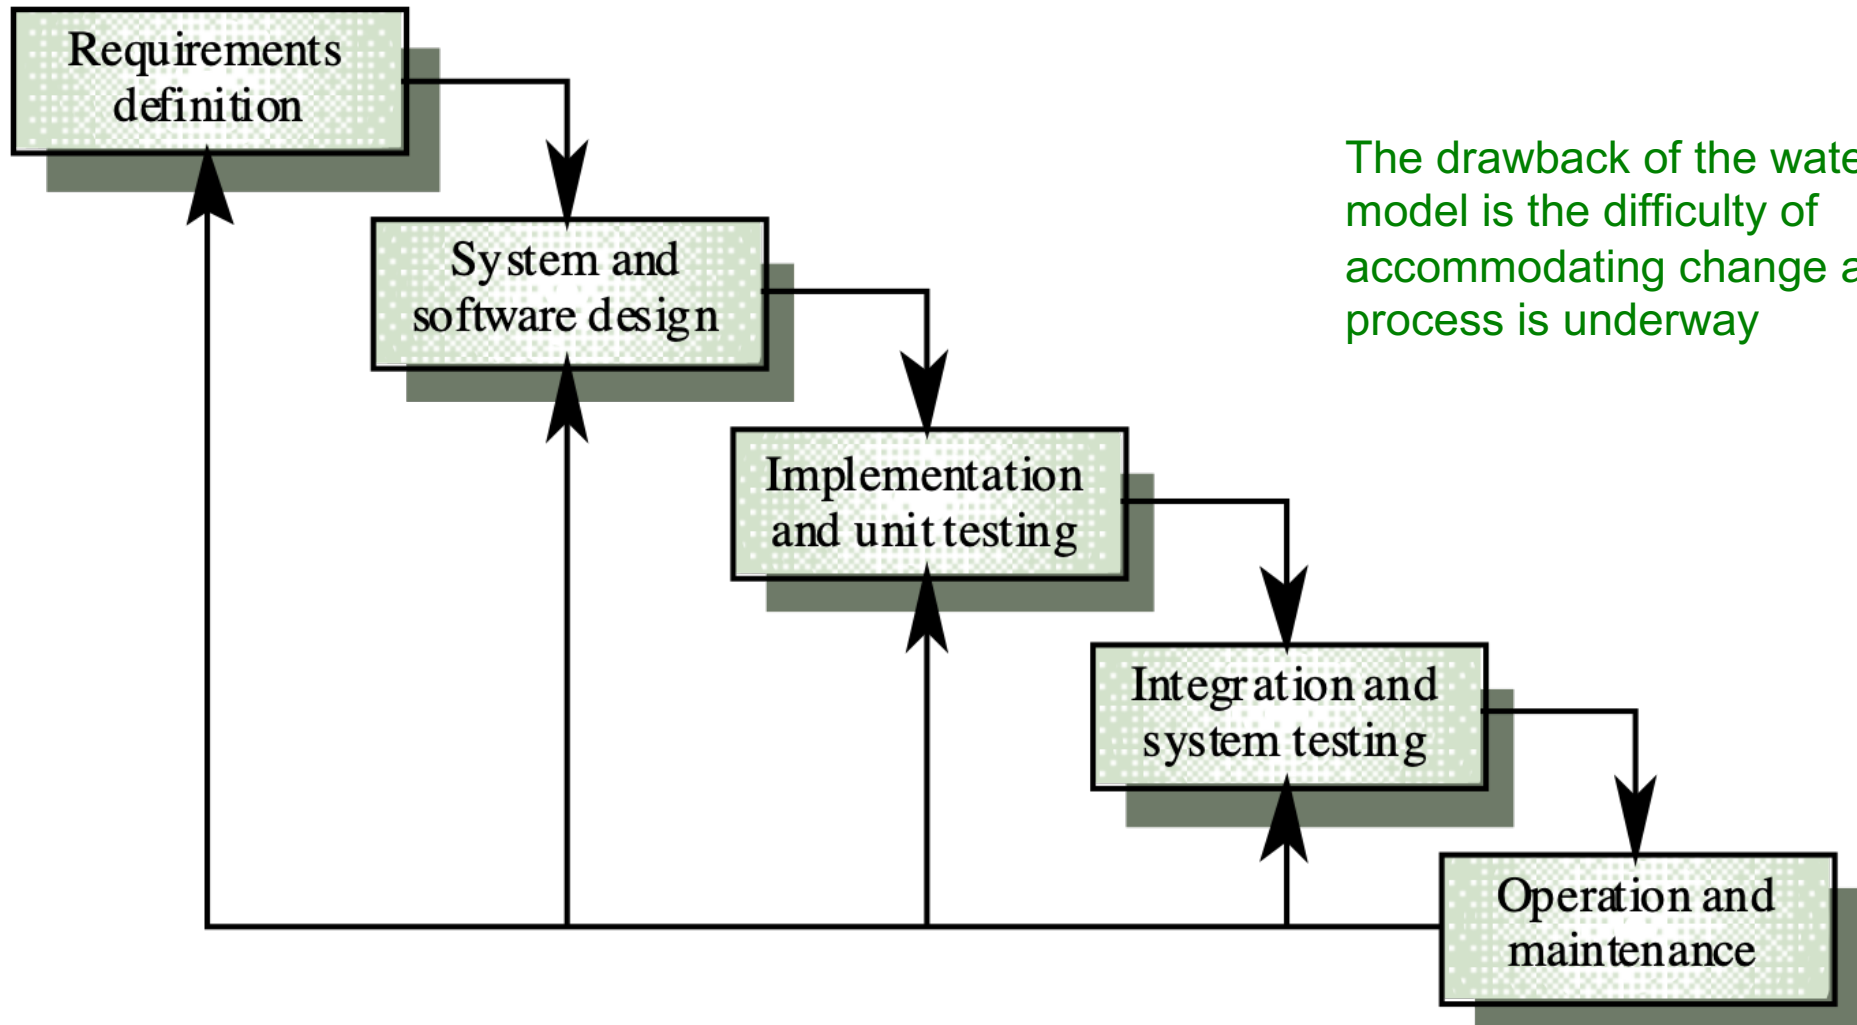 Requirements
definition
The drawback of the wate
model is the difficulty of
accommodating change a
process is underway
System and
software design
Implementation
and unit testing
Integration and
system testing
Operation and
maintenance